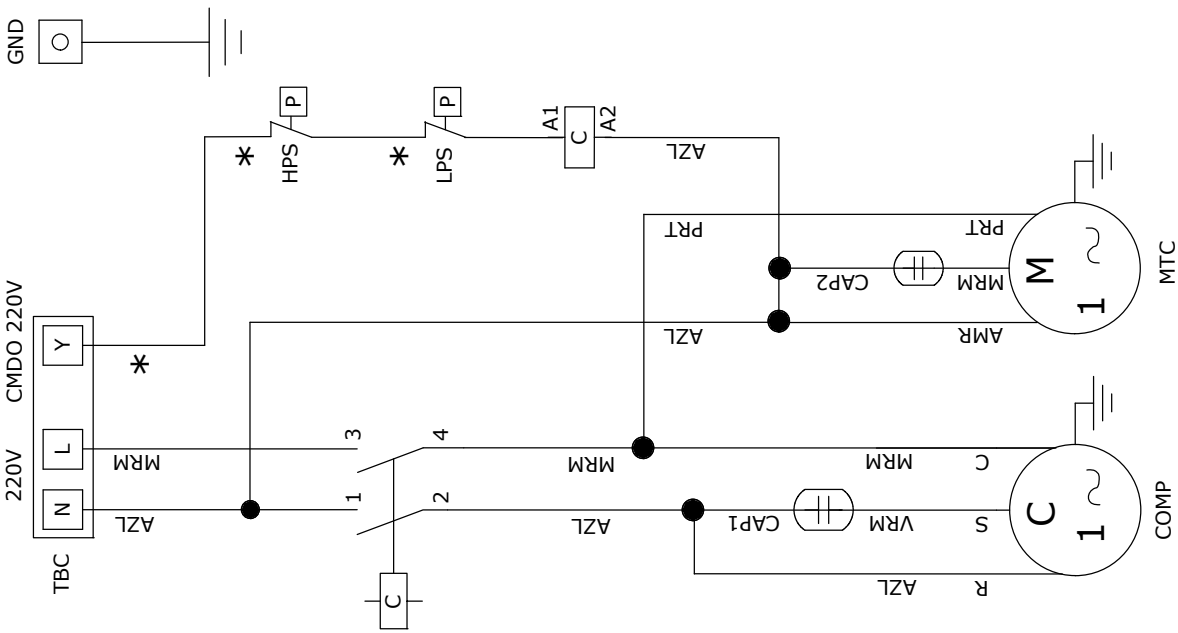 GND
TBC
220V
CMDO 220V
N
L
Y
AZL
MRM
*
*
HPS
P
*
LPS
P
A1
C
A2
AZL
1
3
2
4
C
AZL
MRM
AZL
PRT
CAP2
MRM
PRT
AMR
M
1
MTC
CAP1
VRM
MRM
AZL
C
S
R
C
1
COMP